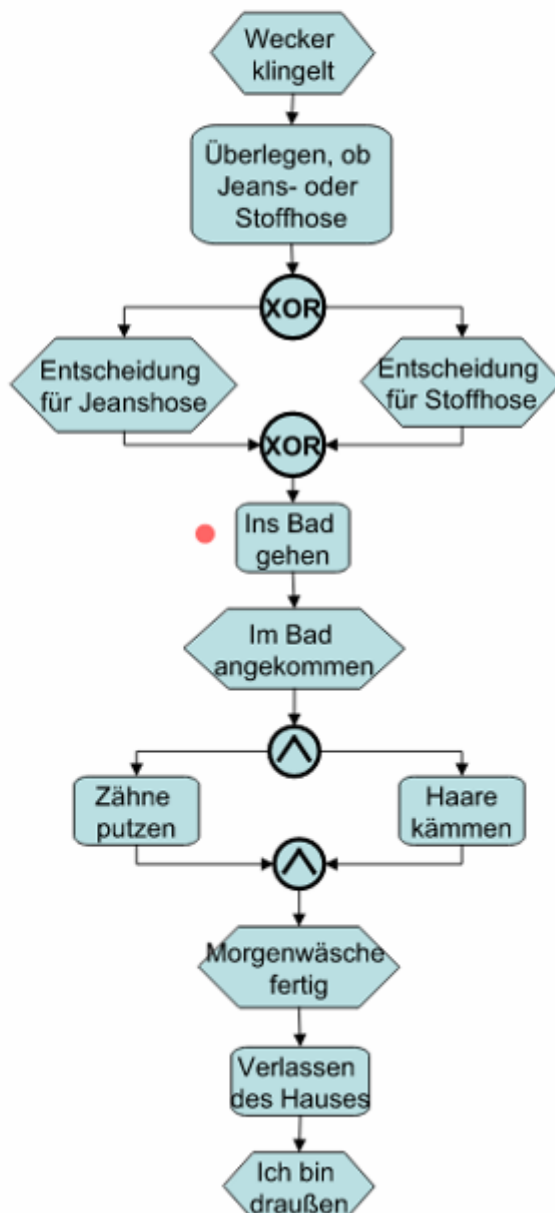 Wecker
klingelt
Überlegen, ob
Jeans- oder
Stoffhose
XOR
Entscheidung
für Jeanshose
Entscheidung
für Stoffhose
XOR
Ins Bad
gehen
Im Bad
angekommen
Zähne
putzen
Haare
kämmen
Morgenwäsche
fertig
Verlassen
des Hauses
Ich bin
draußen